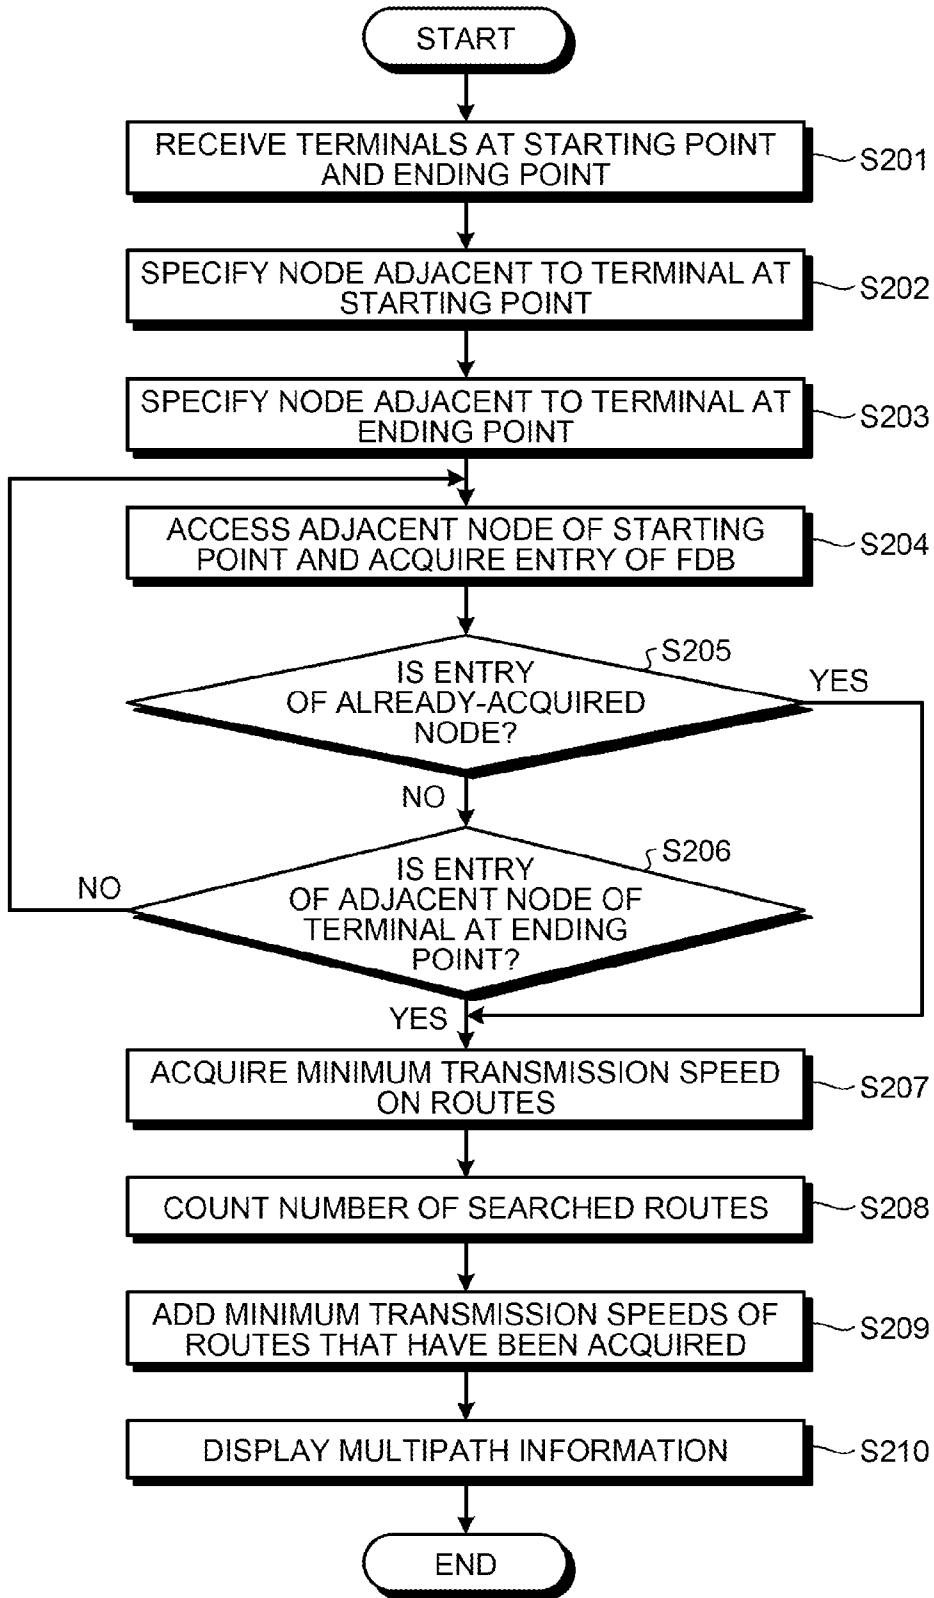 START
RECEIVE TERMINALS AT STARTING POINT
AND ENDING POINT
S201
SPECIFY NODE ADJACENT TO TERMINAL AT
STARTING POINT
S202
SPECIFY NODE ADJACENT TO TERMINAL AT
ENDING POINT
S203
ACCESS ADJACENT NODE OF STARTING
POINT AND ACQUIRE ENTRY OF FDB
S204
S205
IS ENTRY
OF ALREADY-ACQUIRED
NODE?
YES
NO
S206
IS ENTRY
OF ADJACENT NODE OF
TERMINAL AT ENDING
POINT?
NO
YES
ACQUIRE MINIMUM TRANSMISSION SPEED
ON ROUTES
S207
COUNT NUMBER OF SEARCHED ROUTES
S208
ADD MINIMUM TRANSMISSION SPEEDS OF
ROUTES THAT HAVE BEEN ACQUIRED
S209
DISPLAY MULTIPATH INFORMATION
S210
END